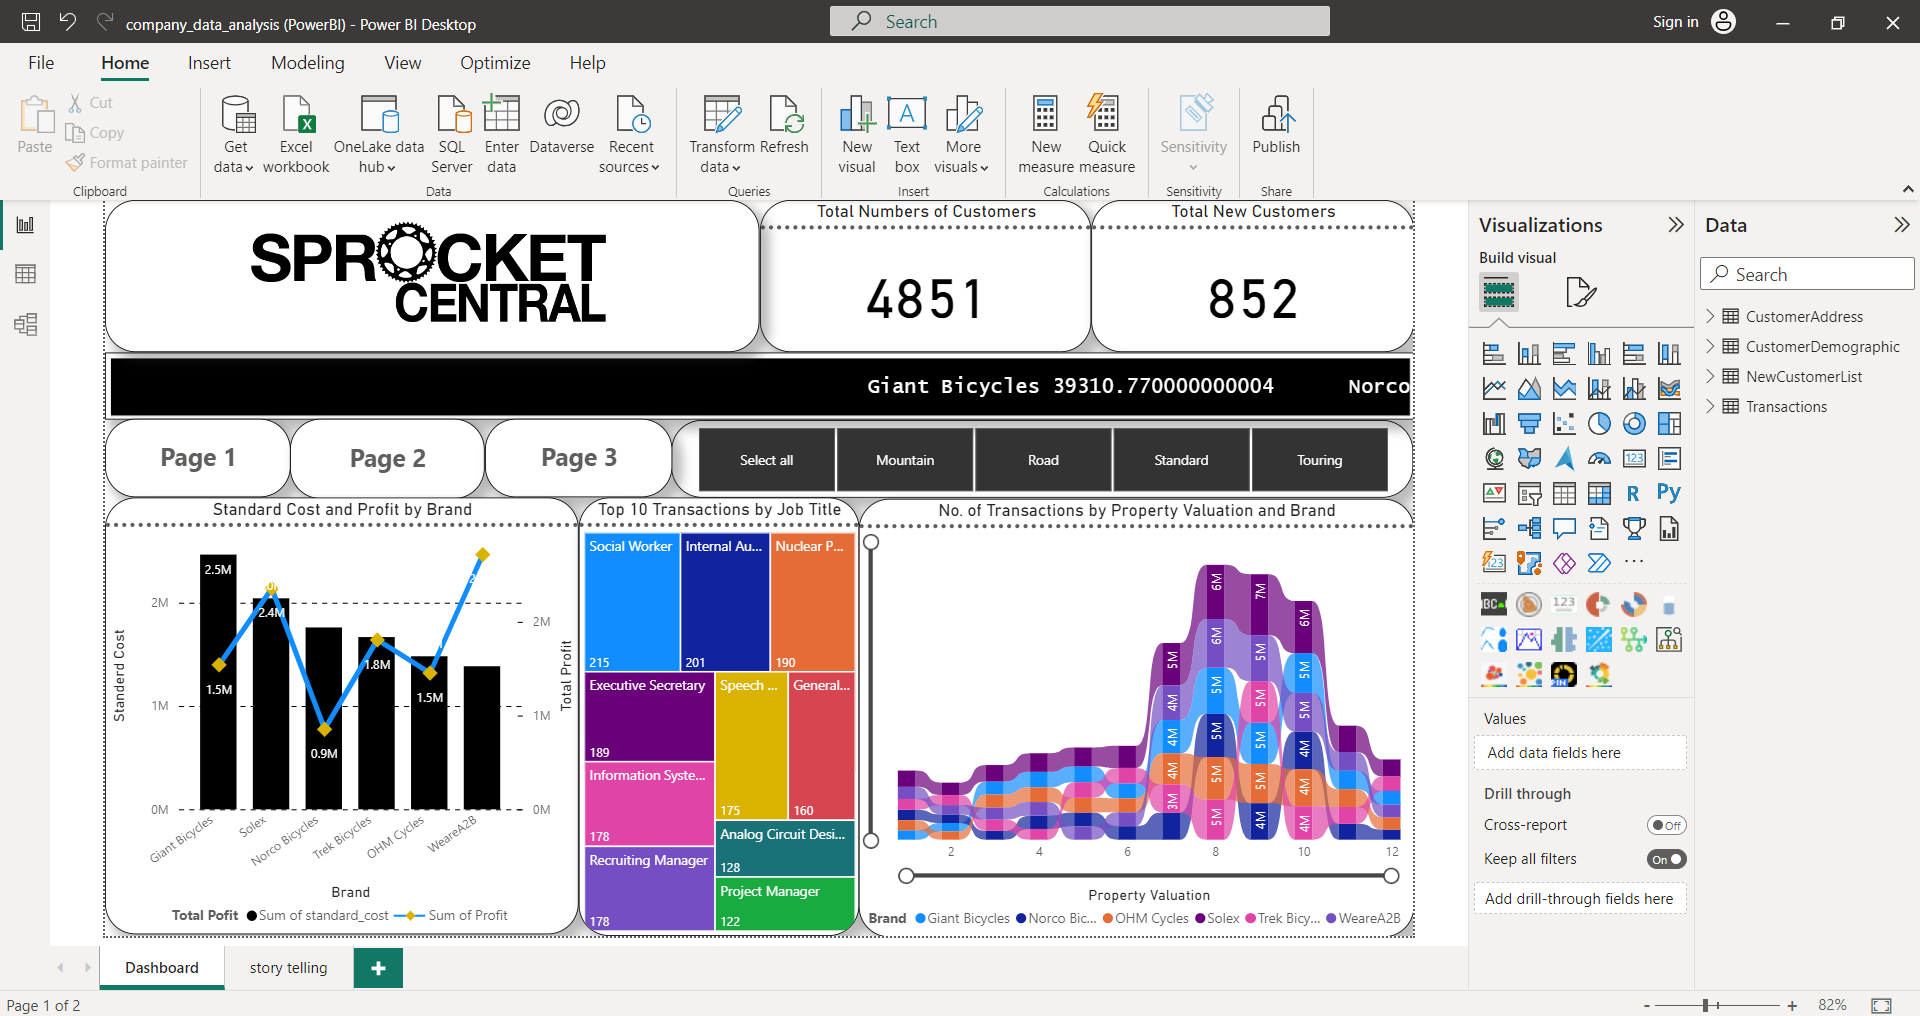 company_data_analysis (PowerBI) - Power BI Desktop
Search
Sign in
File
Home
Insert
Modeling
View
Optimize
Help
Paste
Cut
Copy
Format painter
Clipboard
Get data
Excel workbook
OneLake data hub
SQL Server
Enter data
Dataverse
Recent sources
Data
Transform data
Refresh
Queries
New visual
Text box
More visuals
Insert
New measure
Quick measure
Calculations
Sensitivity
Sensitivity
Publish
Share
SPROCKET
CENTRAL
Total Numbers of Customers
4851
Total New Customers
852
Giant Bicycles 39310.770000000004
Norco
Page 1
Page 2
Page 3
Select all
Mountain
Road
Standard
Touring
Standard Cost and Profit by Brand
Standard Cost
2M
1M
0M
2.5M
1.5M
2.4M
0.9M
1.8M
1.5M
2M
1M
0M
Total Profit
Giant Bicycles
Solex
Norco Bicycles
Trek Bicycles
OHM Cycles
WeareA2B
Brand
Total Pofit
Sum of standard_cost
Sum of Profit
Top 10 Transactions by Job Title
Social Worker
215
Internal Au...
201
Nuclear P...
190
Executive Secretary
189
Speech ...
175
General...
160
Information Syste...
178
Analog Circuit Desi...
128
Recruiting Manager
178
Project Manager
122
No. of Transactions by Property Valuation and Brand
5M
4M
4M
4M
3M
6M
6M
5M
5M
5M
5M
7M
5M
5M
5M
5M
4M
6M
5M
5M
4M
4M
4M
2
4
6
8
10
12
Property Valuation
Brand
Giant Bicycles
Norco Bic...
OHM Cycles
Solex
Trek Bicy...
WeareA2B
Visualizations
Build visual
123
R
Py
123
BC
123
IN
Values
Add data fields here
Drill through
Cross-report
Off
Keep all filters
On
Add drill-through fields here
Data
Search
CustomerAddress
CustomerDemographic
NewCustomerList
Transactions
Dashboard
story telling
Page 1 of 2
82%